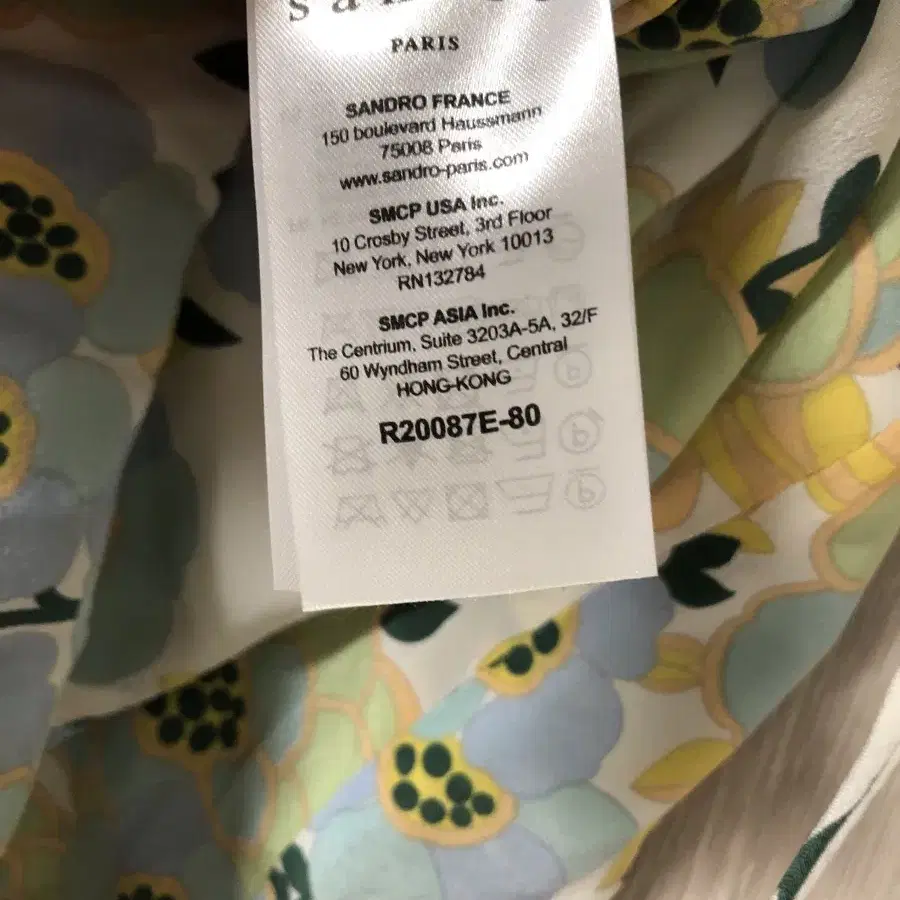 PARIS
SANDRO FRANCE
150 boulevard Haussmann
75008 Paris
www.sandro-paris.com
SMCP USA Inc.
10 Crosby Street, 3rd Floor
New York, New York 10013
RN132784
SMCP ASIA Inc.
The Centrium, Suite 3203A-5A, 32/F
60 Wyndham Street, Central
HONG-KONG
R20087E-80